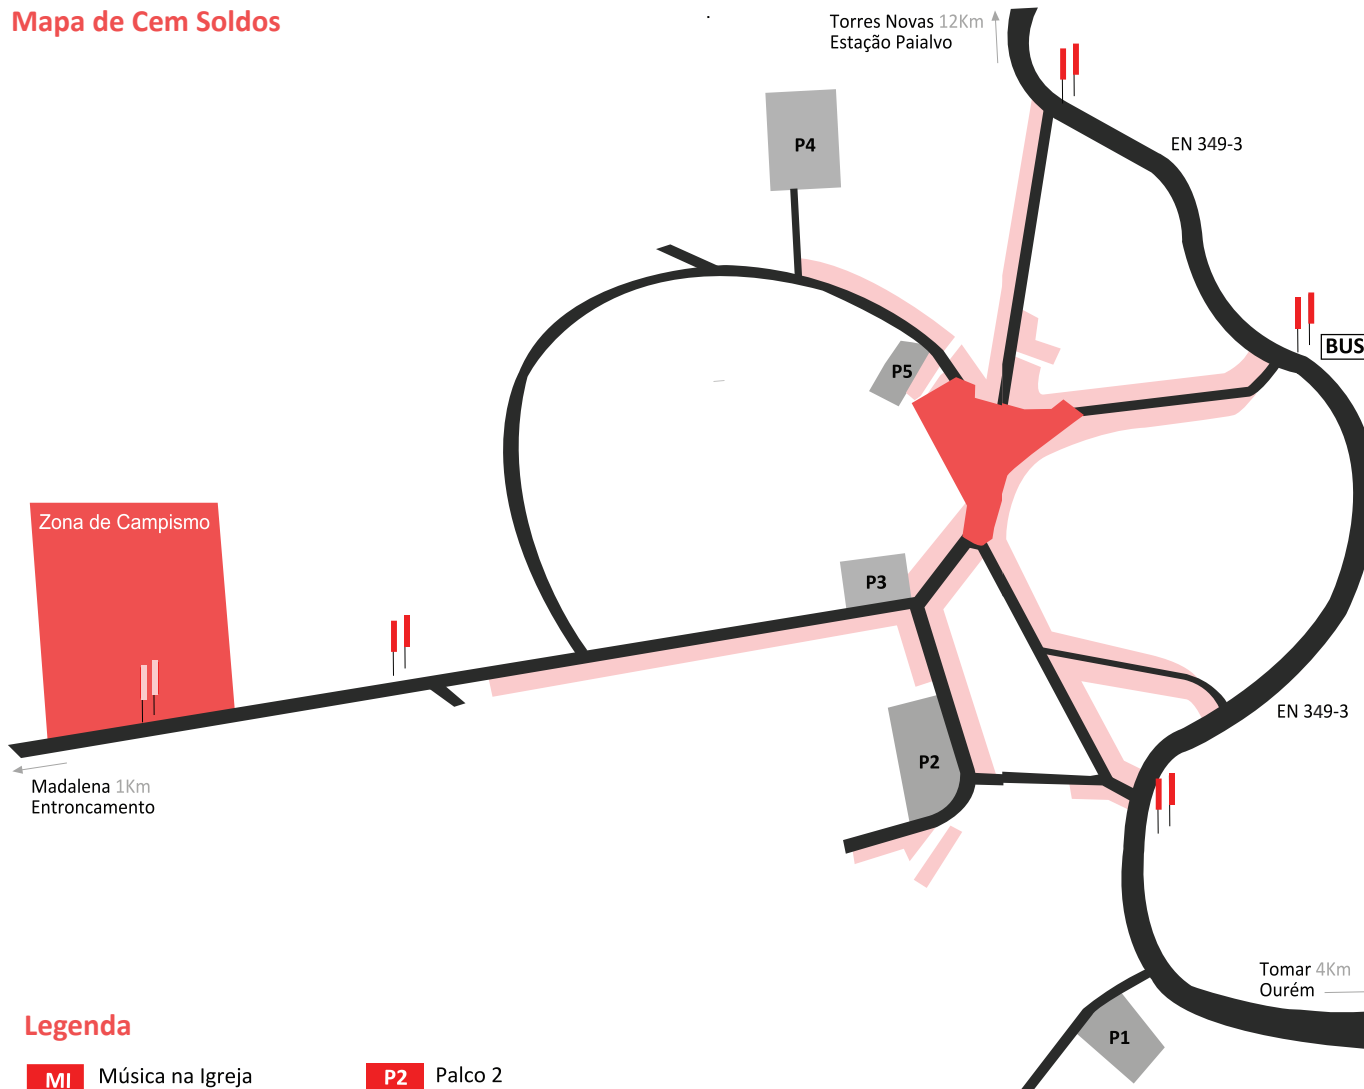 Mapa de Cem Soldos
Torres Novas 12Km
Estação Paialvo
EN 349-3
P4
BUS
P5
Zona de Campismo
P3
EN 349-3
P2
Madalena 1Km
Entroncamento
Tomar 4Km
Ourém
P1
Legenda
MI Música na Igreja
P2 Palco 2